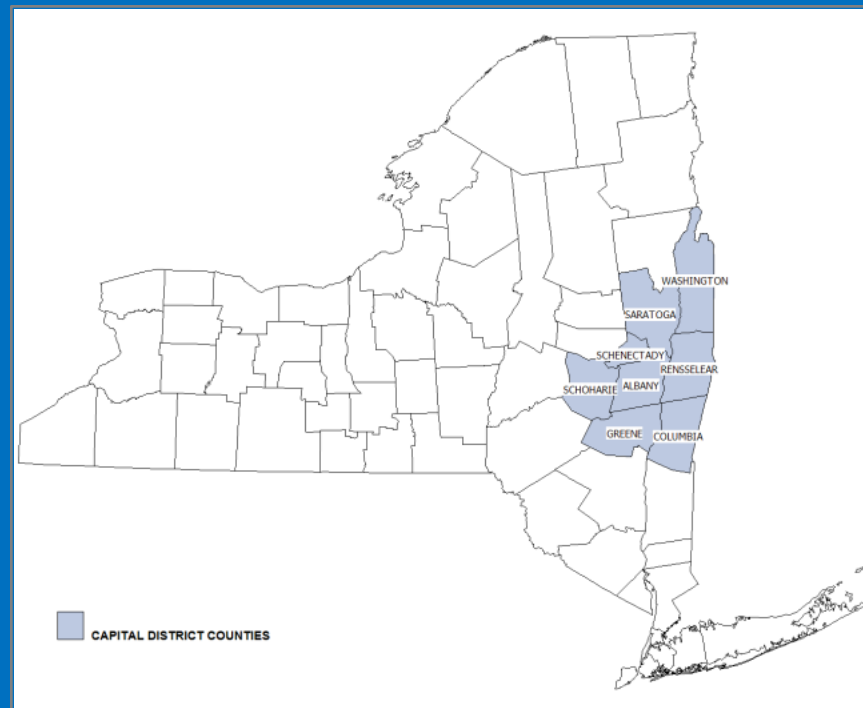 WASHINGTON
SARATOGA
SCHENECTADY
RENSSELEAR
SCHOHARIE
ALBANY
GREENE
COLUMBIA
CAPITAL DISTRICT COUNTIES